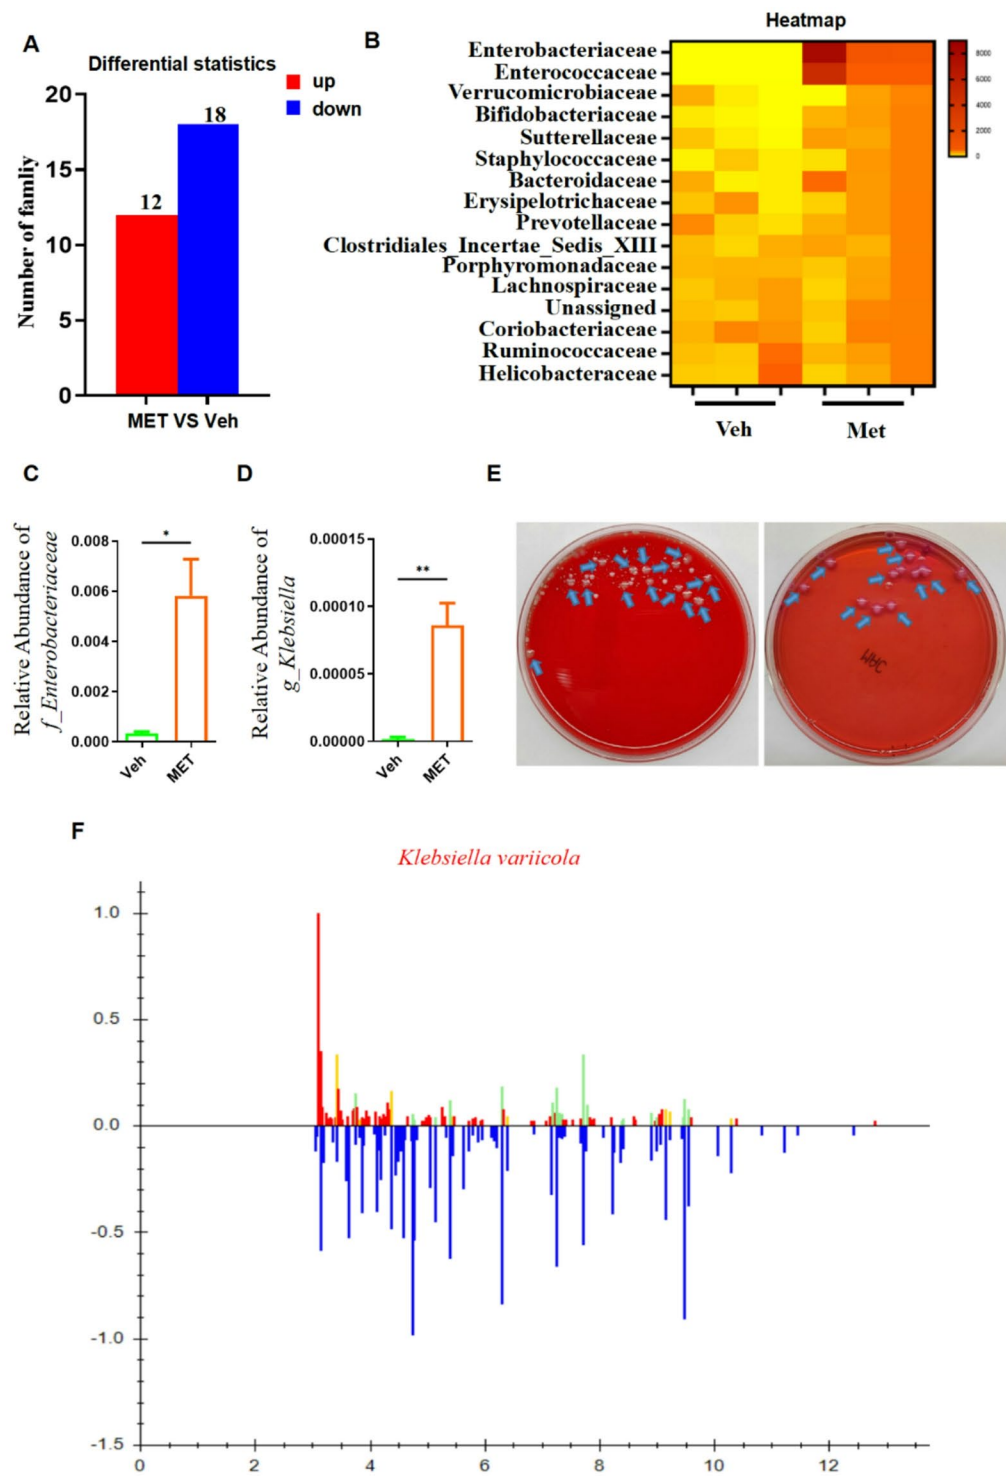 A
Differential statistics
up
down
Number of famliy
20
15
10
5
0
12
18
MET VS Veh
B
Heatmap
Enterobacteriaceae
Enterococcaceae
Verrucomicrobiaceae
Bifidobacteriaceae
Sutterellaceae
Staphylococcaceae
Bacteroidaceae
Erysipelotrichaceae
Prevotellaceae
Clostridiales_Incertae_Sedis_XIII
Porphyromonadaceae
Lachnospiraceae
Unassigned
Coriobacteriaceae
Ruminococcaceae
Helicobacteraceae
8000
6000
4000
2000
0
Veh
Met
C
Relative Abundance of
f_Enterobacteriaceae
0.008
0.006
0.004
0.002
0.000
*
Veh
MET
D
Relative Abundance of
g_Klebsiella
0.00015
0.00010
0.00005
0.00000
**
Veh
MET
E
F
Klebsiella variicola
1.0
0.5
0.0
-0.5
-1.0
-1.5
0
4
6
8
10
12